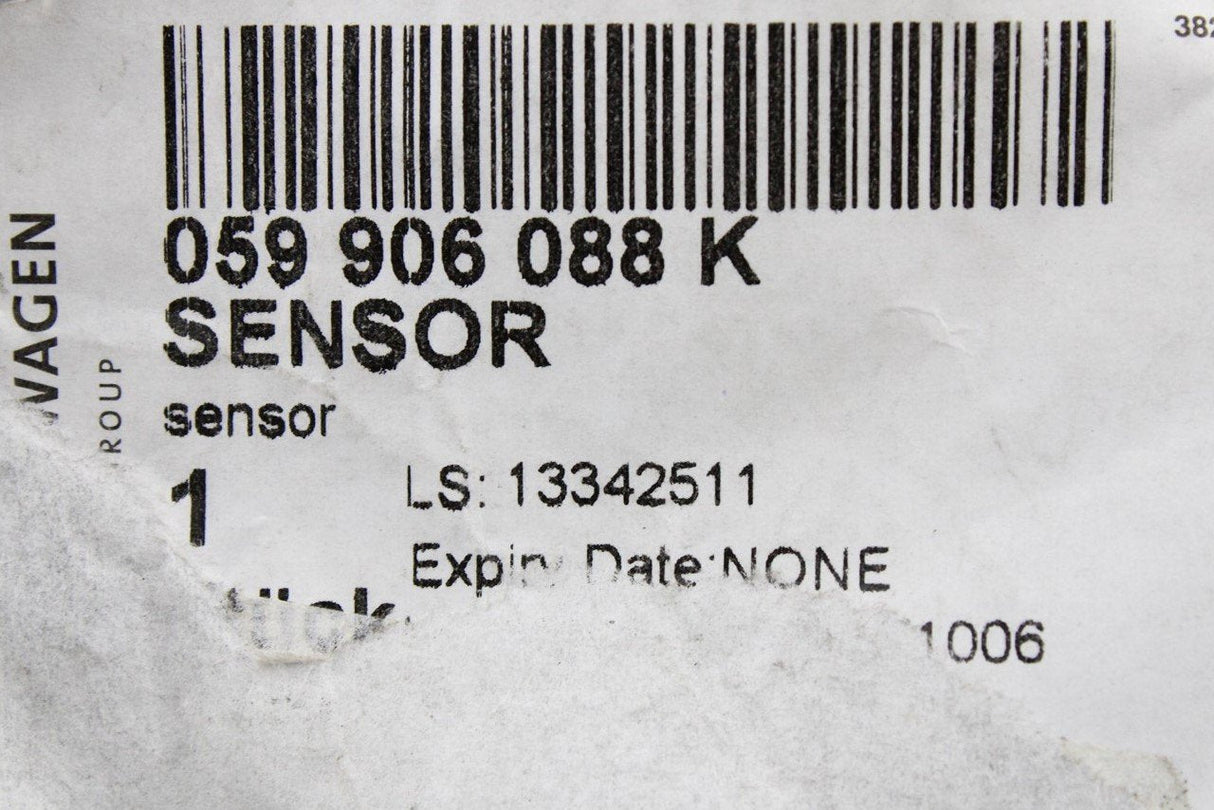 382
059 906 088 K
SENSOR
sensor
1
LS: 13342511
Expiry Date:NONE
1006
WAGEN
ROUP